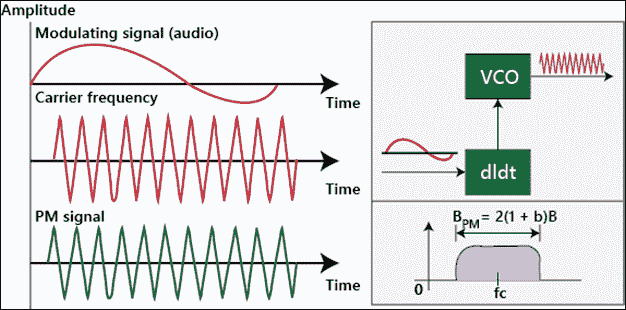 Amplitude
Modulating signal (audio)
Time
Carrier frequency
Time
PM signal
Time
VCO
dldt
BPM = 2(1 + b)B
0
fc